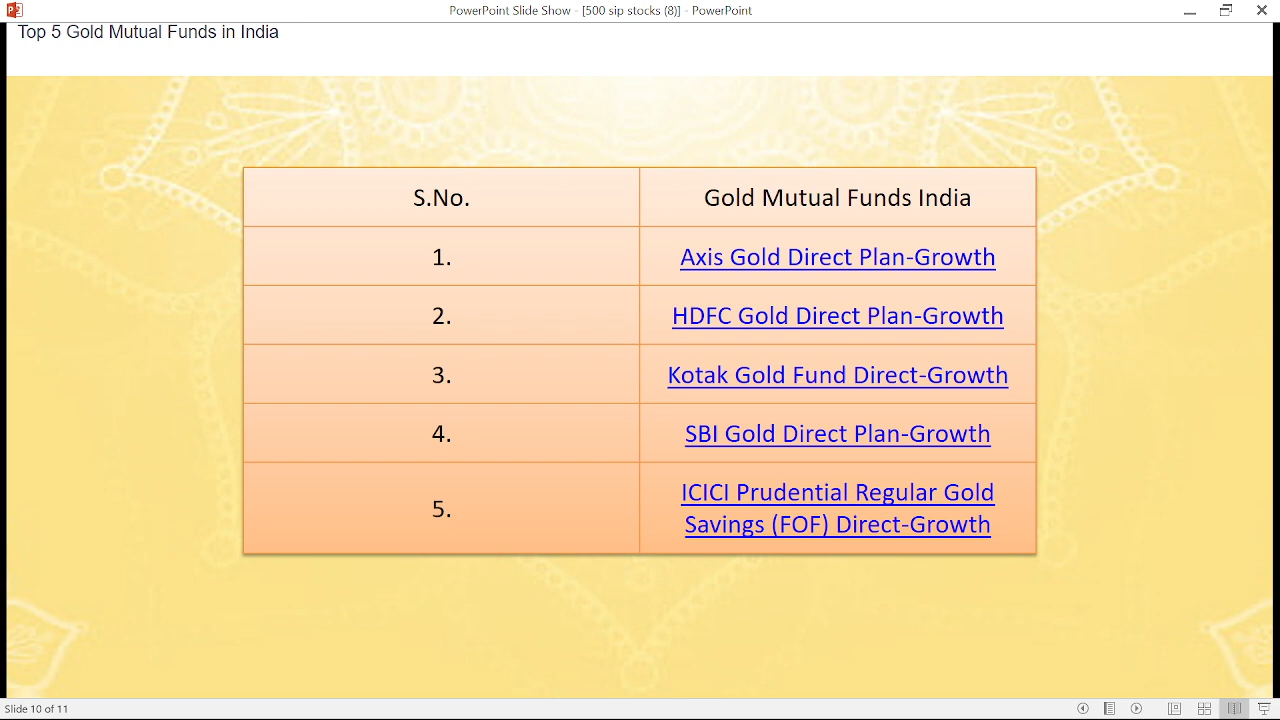 PowerPoint Slide Show - [500 sip stocks (8)] - PowerPoint
Top 5 Gold Mutual Funds in India
S.No. Gold Mutual Funds India
1. Axis Gold Direct Plan-Growth
2. HDFC Gold Direct Plan-Growth
3. Kotak Gold Fund Direct-Growth
4. SBI Gold Direct Plan-Growth
5. ICICI Prudential Regular Gold
Savings (FOF) Direct-Growth
Slide 10 of 11